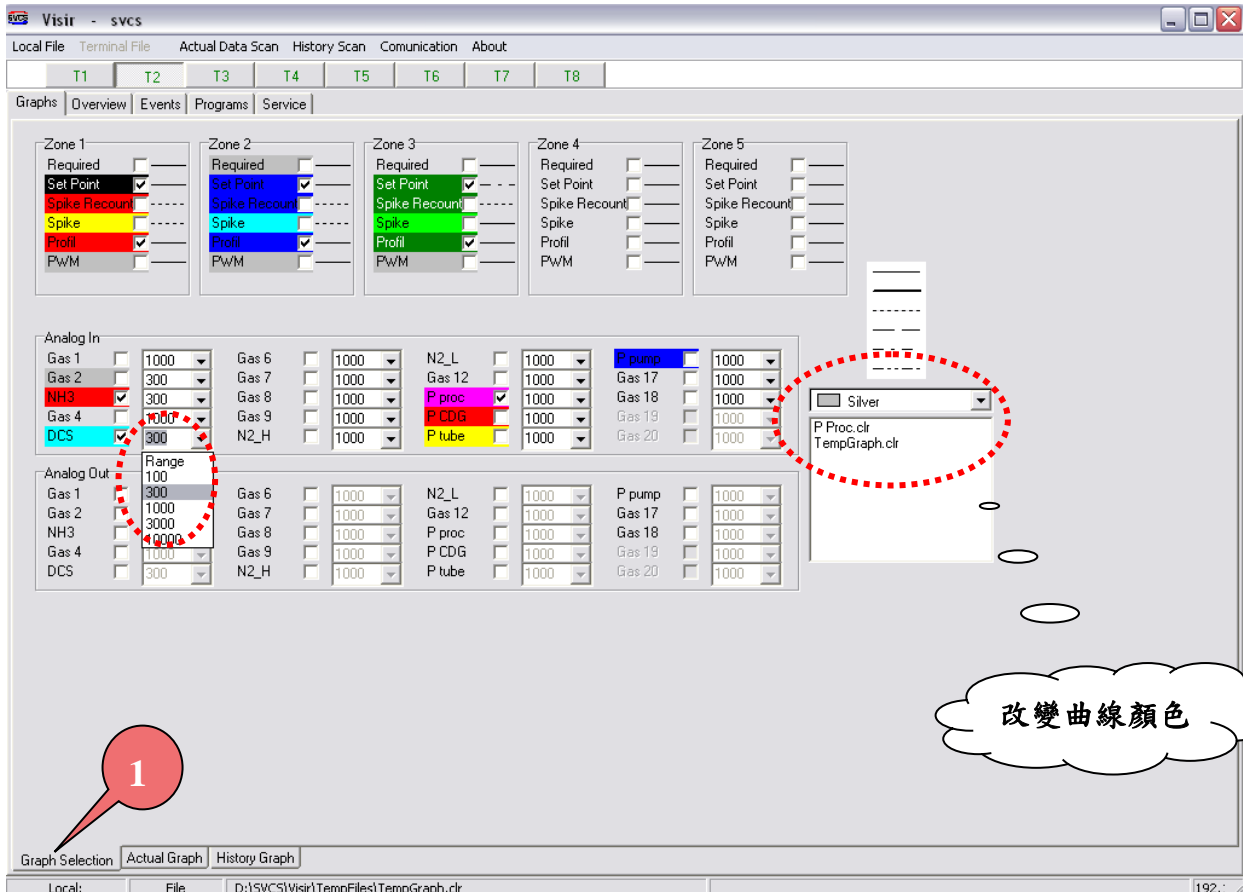 SVCS Visir - svcs
Local File Terminal File Actual Data Scan History Scan Comunication About
T1 T2 T3 T4 T5 T6 T7 T8
Graphs Overview Events Programs Service
Zone 1 Zone 2 Zone 3 Zone 4 Zone 5
Required Required Required Required Required
Set Point Set Point Set Point Set Point Set Point
Spike Recount Spike Recount Spike Recount Spike Recount Spike Recount
Spike Spike Spike Spike Spike
Profil Profil Profil Profil Profil
PWM PWM PWM PWM PWM
Analog In
Gas 1 1000 Gas 6 1000 N2_L 1000 P pump 1000
Gas 2 300 Gas 7 1000 Gas 12 1000 Gas 17 1000
NH3 300 Gas 8 1000 P proc 1000 Gas 18 1000
Gas 4 1000 Gas 9 1000 P CDG 1000 Gas 19 1000
DCS 300 N2_H 1000 P tube 1000 Gas 20 1000
Silver
P Proc.clr
TempGraph.clr
Range
100
300
1000
3000
10000
Analog Out
Gas 1 Gas 6 1000 N2_L 1000 P pump 1000
Gas 2 Gas 7 1000 Gas 12 1000 Gas 17 1000
NH3 Gas 8 1000 P proc 1000 Gas 18 1000
Gas 4 1000 Gas 9 1000 P CDG 1000 Gas 19 1000
DCS 300 N2_H 1000 P tube 1000 Gas 20 1000
改變曲線顏色
1
Graph Selection Actual Graph History Graph
Local: File D:\SVCS\Visir\TempFiles\TempGraph.clr 192.